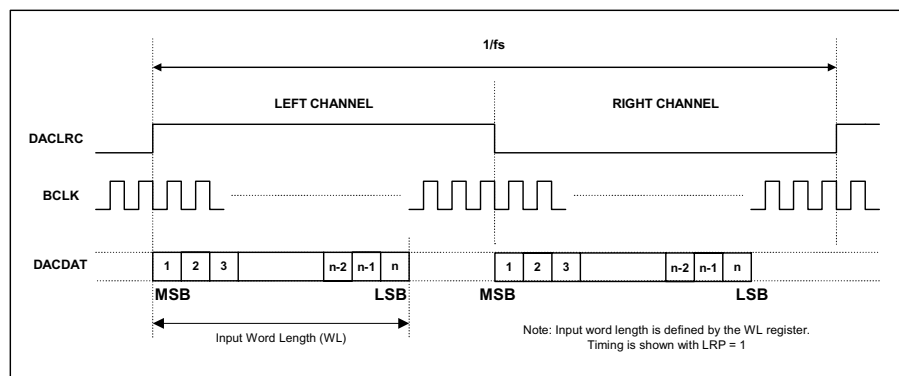 1/fs
LEFT CHANNEL RIGHT CHANNEL
DACLRC
BCLK
DACDAT 1 2 3 n-2 n-1 n 1 2 3 n-2 n-1 n
MSB LSB MSB LSB
Input Word Length (WL)
Note: Input word length is defined by the WL register.
Timing is shown with LRP = 1